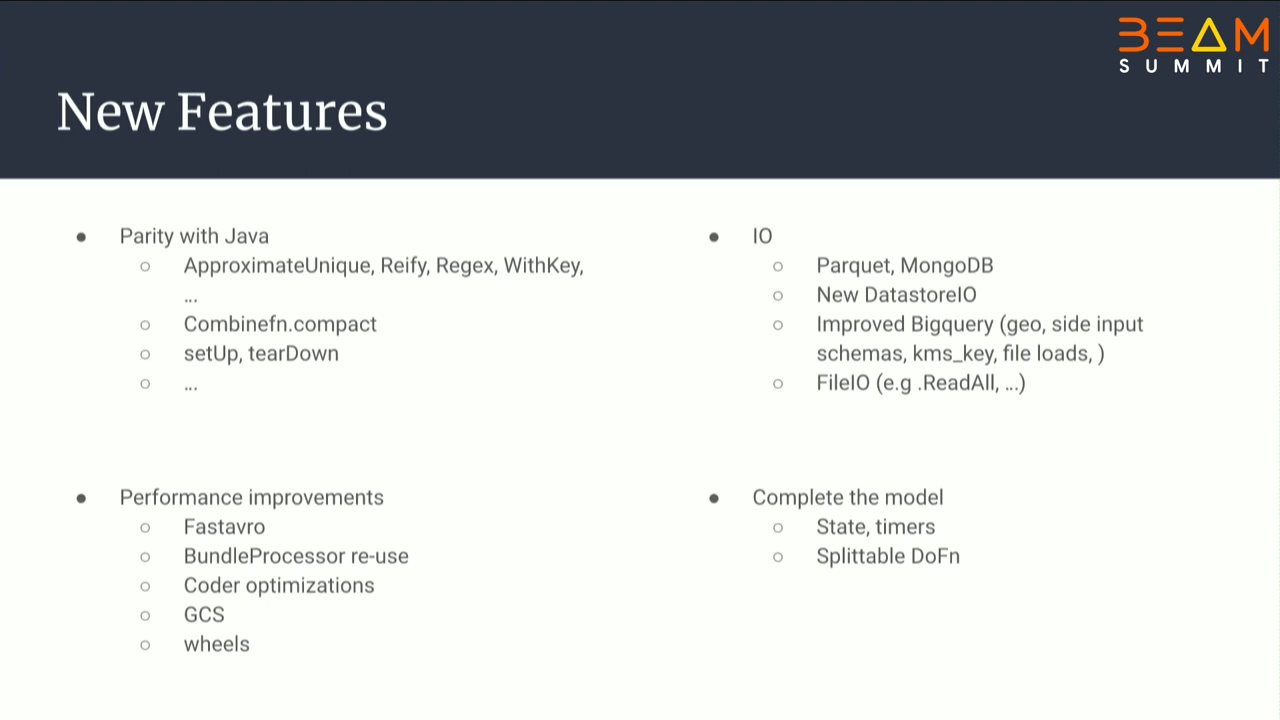 BEAM
SUMMIT
New Features
● Parity with Java
○ ApproximateUnique, Reify, Regex, WithKey,
...
○ Combinefn.compact
○ setUp, tearDown
○ ...
● IO
○ Parquet, MongoDB
○ New DatastoreIO
○ Improved Bigquery (geo, side input
schemas, kms_key, file loads, )
○ FileIO (e.g .ReadAll, ...)
● Performance improvements
○ Fastavro
○ BundleProcessor re-use
○ Coder optimizations
○ GCS
○ wheels
● Complete the model
○ State, timers
○ Splittable DoFn